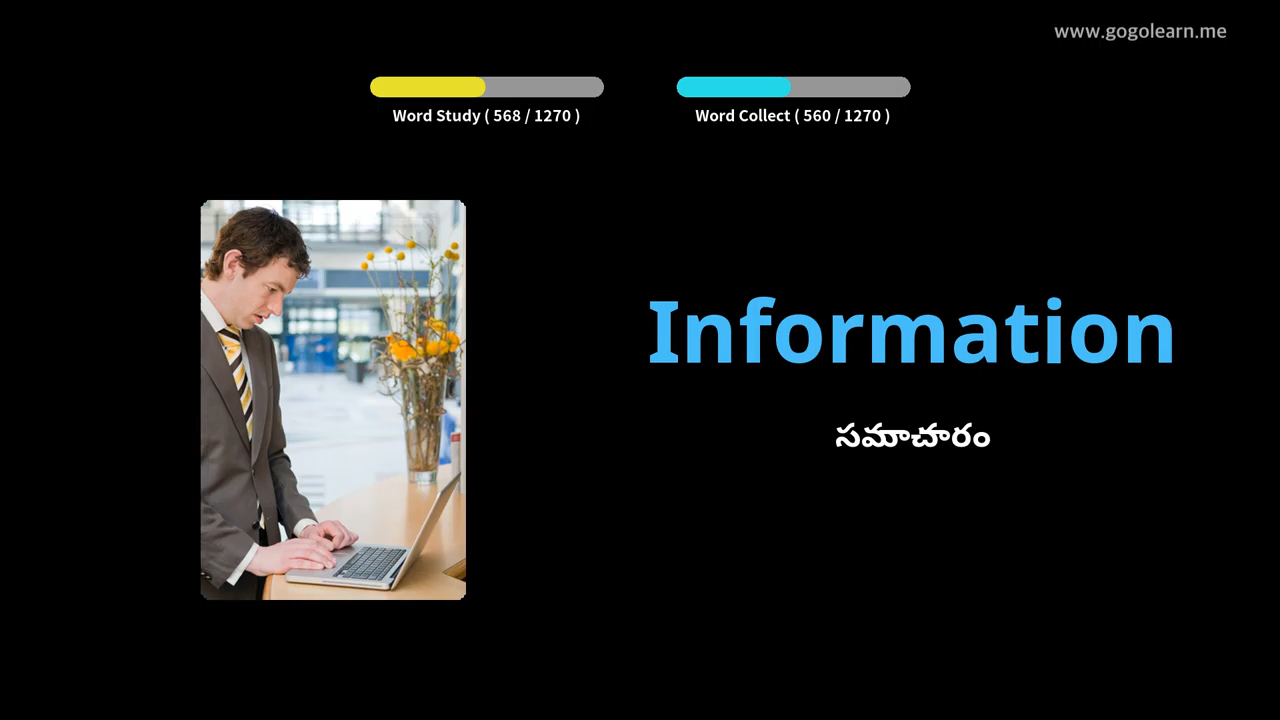 www.gogolearn.me
Word Study ( 568 / 1270 )
Word Collect ( 560 / 1270 )
Information
సమాచారం